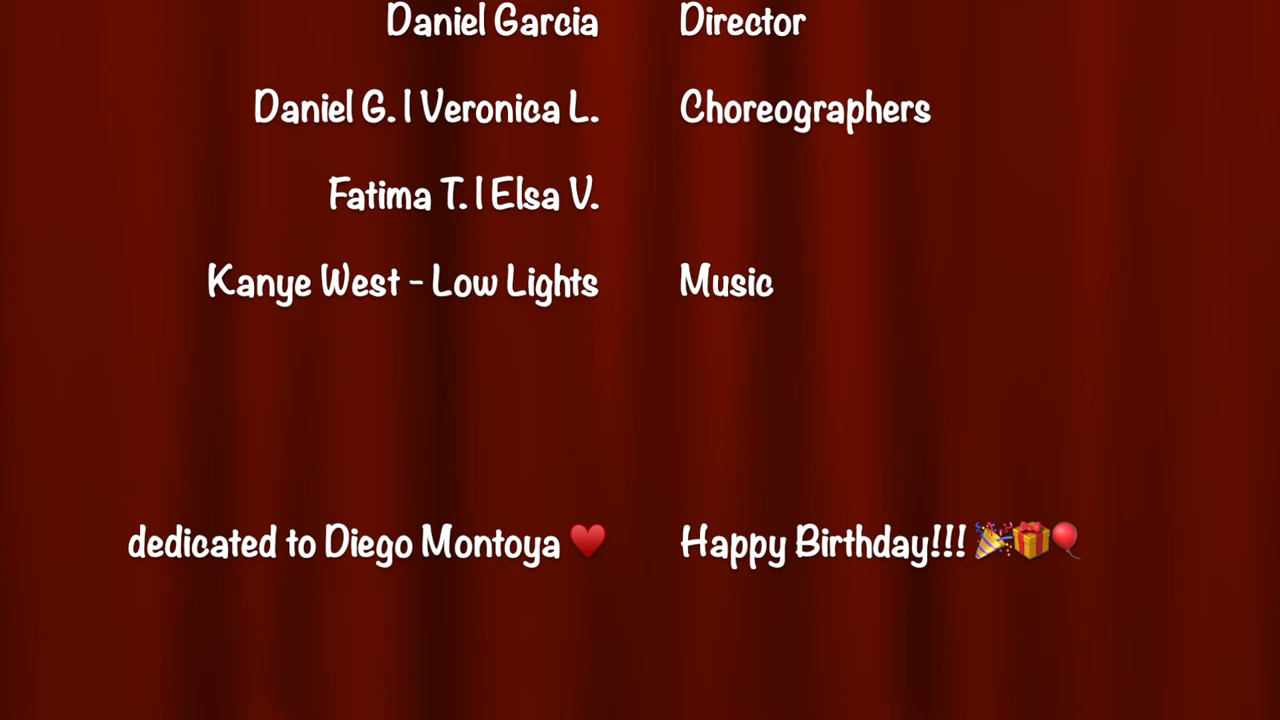 Daniel Garcia Director
Daniel G. | Veronica L. Choreographers
Fatima T. | Elsa V.
Kanye West - Low Lights Music
dedicated to Diego Montoya ♥️ Happy Birthday!!! 🎉🎁🎈